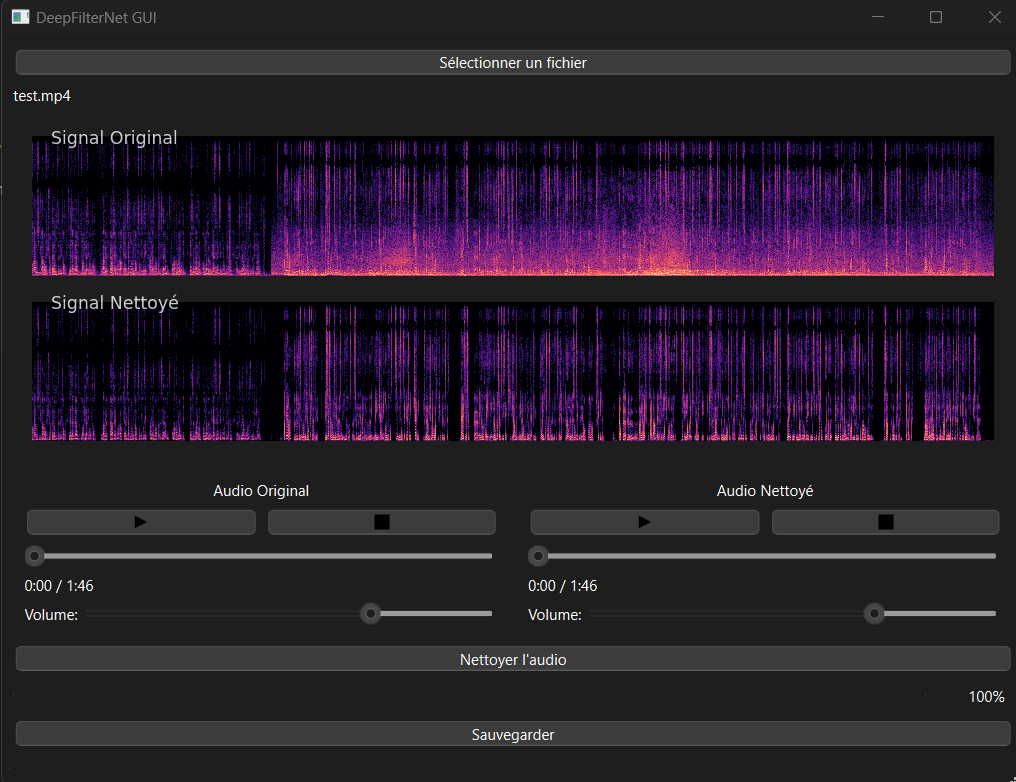 DeepFilterNet GUI
Sélectionner un fichier
test.mp4
Signal Original
Signal Nettoyé
Audio Original
Audio Nettoyé
0:00 / 1:46
0:00 / 1:46
Volume:
Volume:
Nettoyer l'audio
100%
Sauvegarder